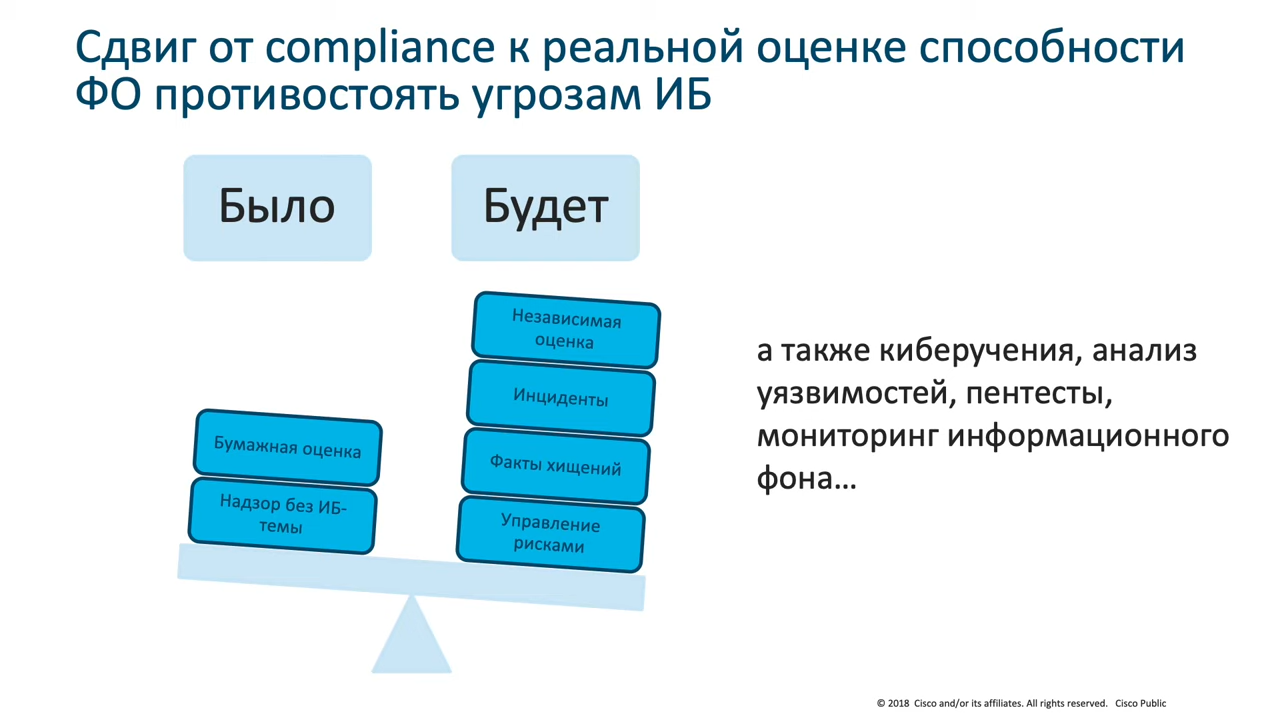 Сдвиг от compliance к реальной оценке способности
ФО противостоять угрозам ИБ
Было
Будет
Бумажная оценка
Надзор без ИБ-
темы
Независимая
оценка
Инциденты
Факты хищений
Управление
рисками
а также киберучения, анализ
уязвимостей, пентесты,
мониторинг информационного
фона…
© 2018 Cisco and/or its affiliates. All rights reserved. Cisco Public